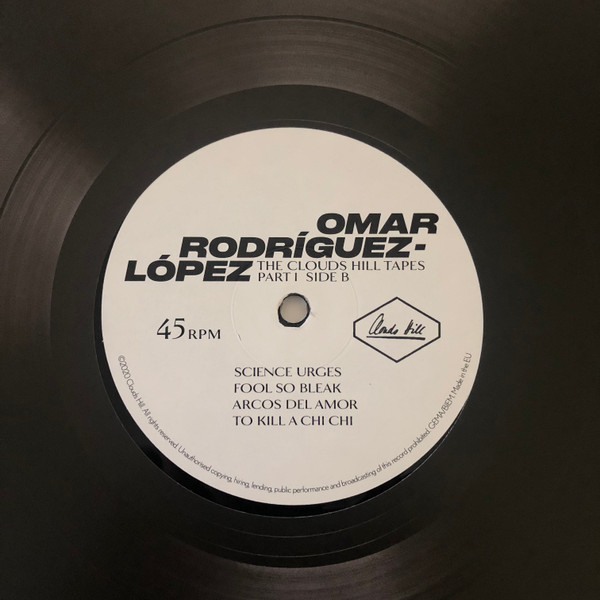 OMAR
RODRÍGUEZ-
LÓPEZ THE CLOUDS HILL TAPES
PART I SIDE B
45 RPM
Clouds Hill
SCIENCE URGES
FOOL SO BLEAK
ARCOS DEL AMOR
TO KILL A CHI CHI
©2020 Clouds Hill. All rights reserved. Unauthorised copying, hiring, lending, public performance and broadcasting of this record prohibited. GEMA/BIEM. Made in the EU